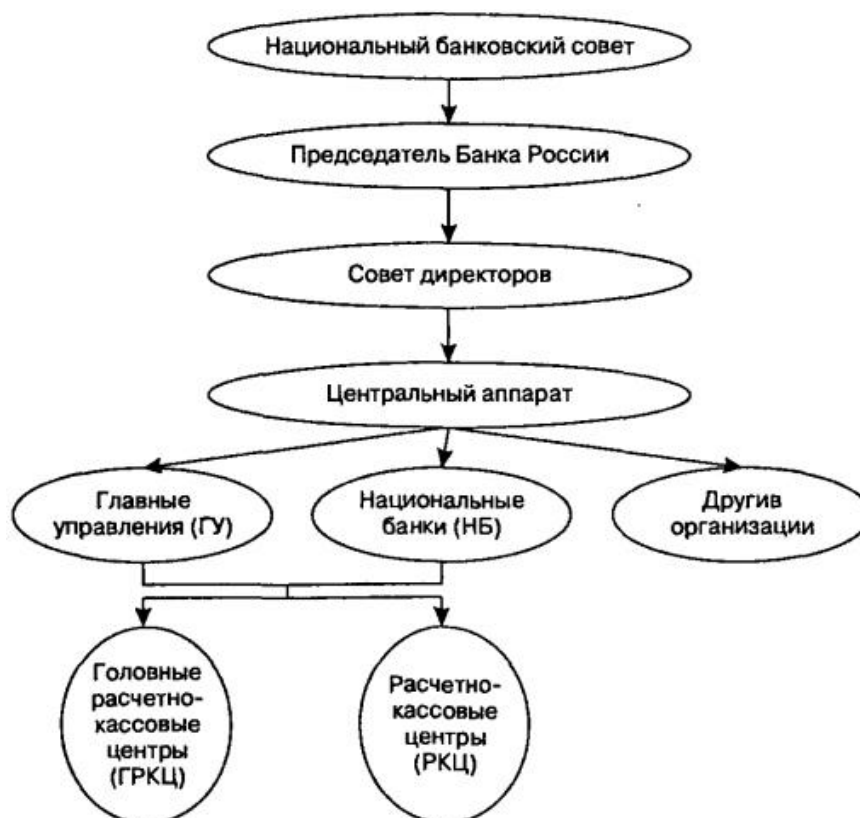 Национальный банковский совет
Председатель Банка России
Совет директоров
Центральный аппарат
Главные
управления (ГУ)
Национальные
банки (НБ)
Другив
организации
Головные
расчетно-
кассовые
центры
(ГРКЦ)
Расчетно-
кассовые
центры
(РКЦ)